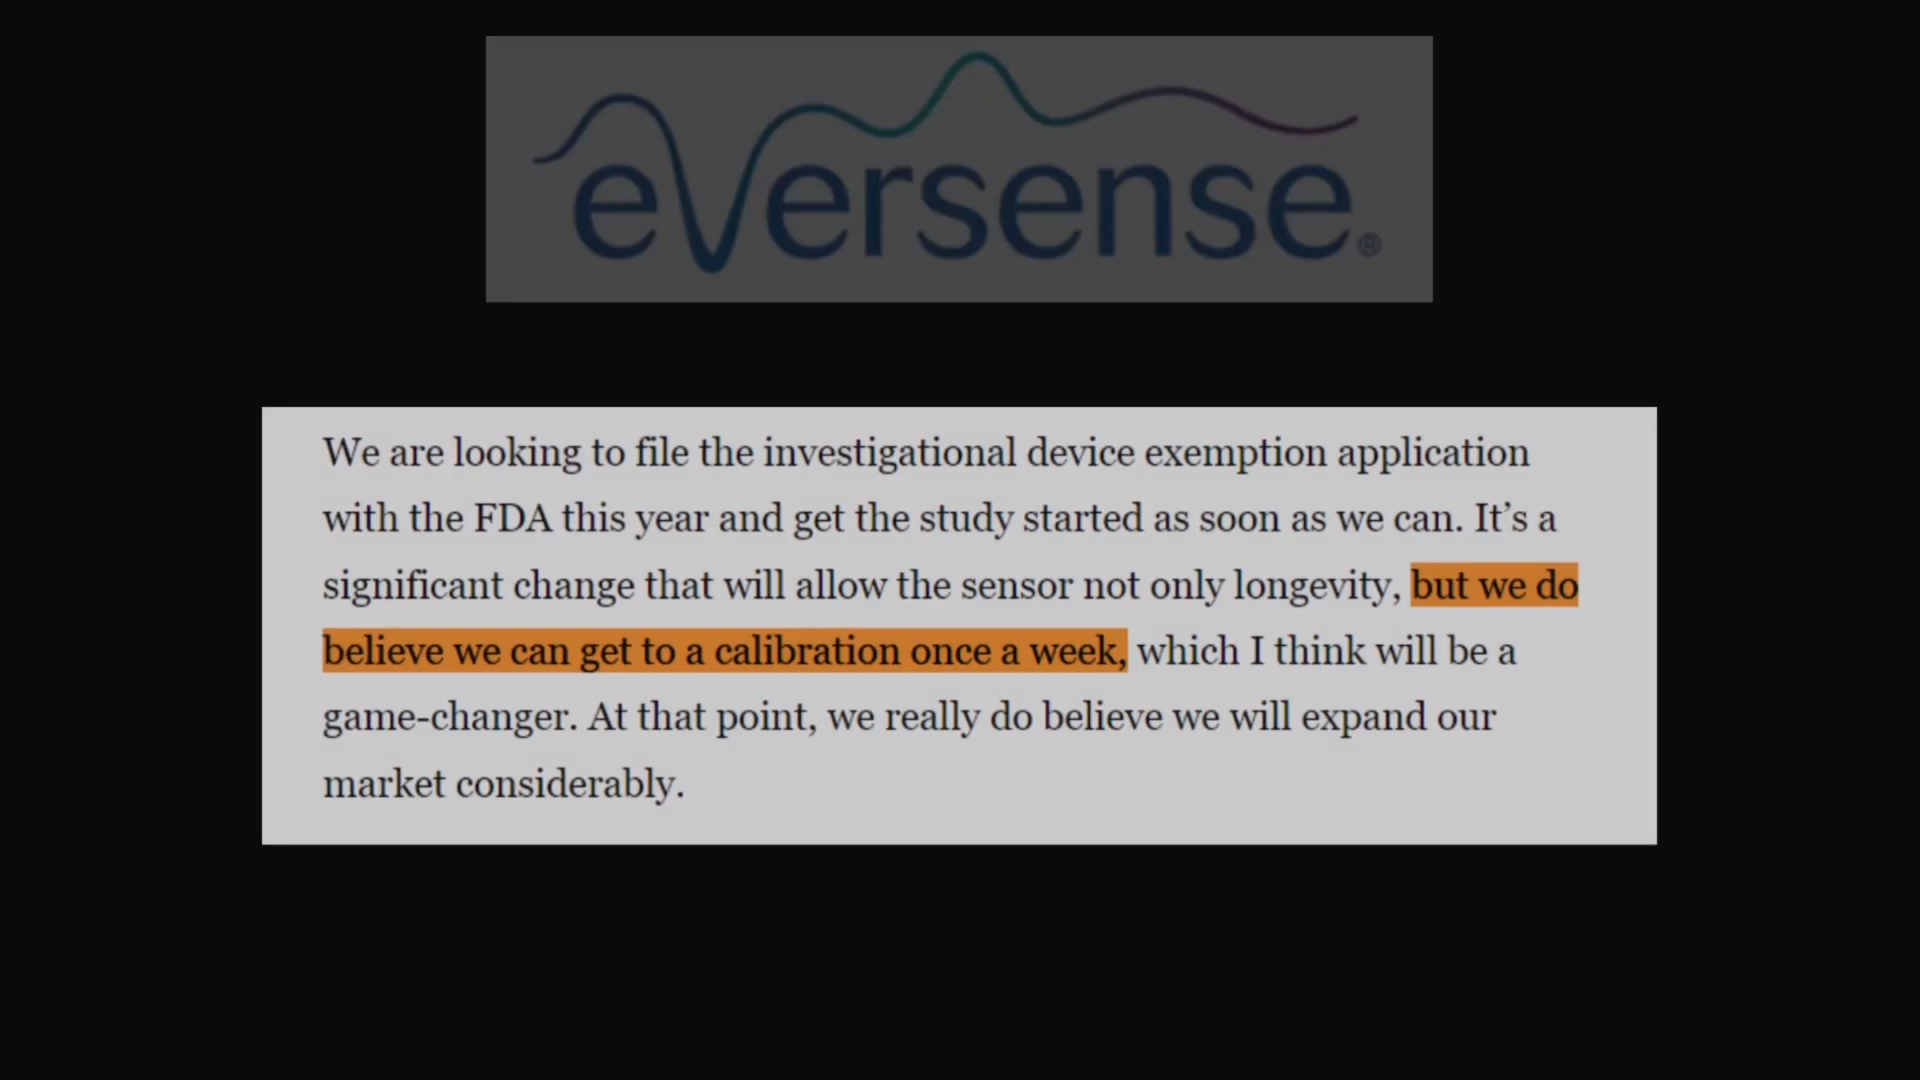 eversense®
We are looking to file the investigational device exemption application
with the FDA this year and get the study started as soon as we can. It’s a
significant change that will allow the sensor not only longevity, but we do
believe we can get to a calibration once a week, which I think will be a
game-changer. At that point, we really do believe we will expand our
market considerably.